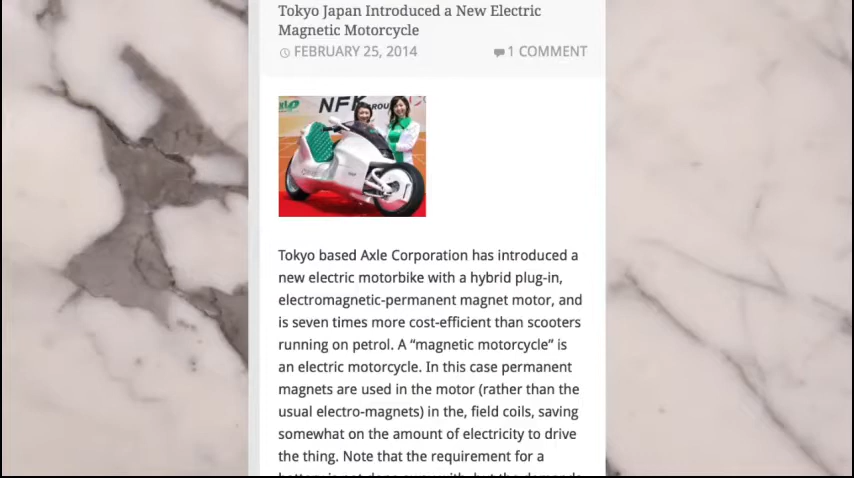 Tokyo Japan Introduced a New Electric
Magnetic Motorcycle
FEBRUARY 25, 2014
1 COMMENT
NFK GROUP
Tokyo based Axle Corporation has introduced a
new electric motorbike with a hybrid plug-in,
electromagnetic-permanent magnet motor, and
is seven times more cost-efficient than scooters
running on petrol. A “magnetic motorcycle” is
an electric motorcycle. In this case permanent
magnets are used in the motor (rather than the
usual electro-magnets) in the, field coils, saving
somewhat on the amount of electricity to drive
the thing. Note that the requirement for a